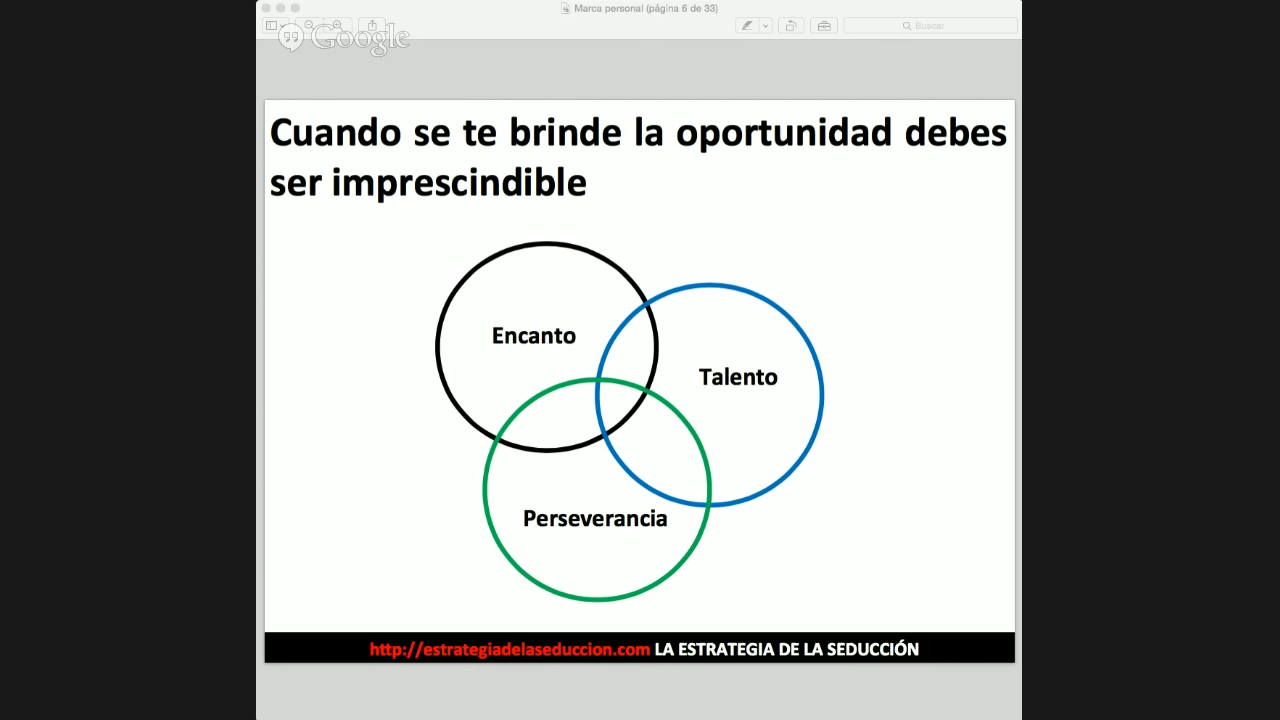 Marca personal (página 6 de 33)
Google
Buscar
Cuando se te brinde la oportunidad debes
ser imprescindible
Encanto
Talento
Perseverancia
http://estrategiadelaseduccion.com LA ESTRATEGIA DE LA SEDUCCIÓN